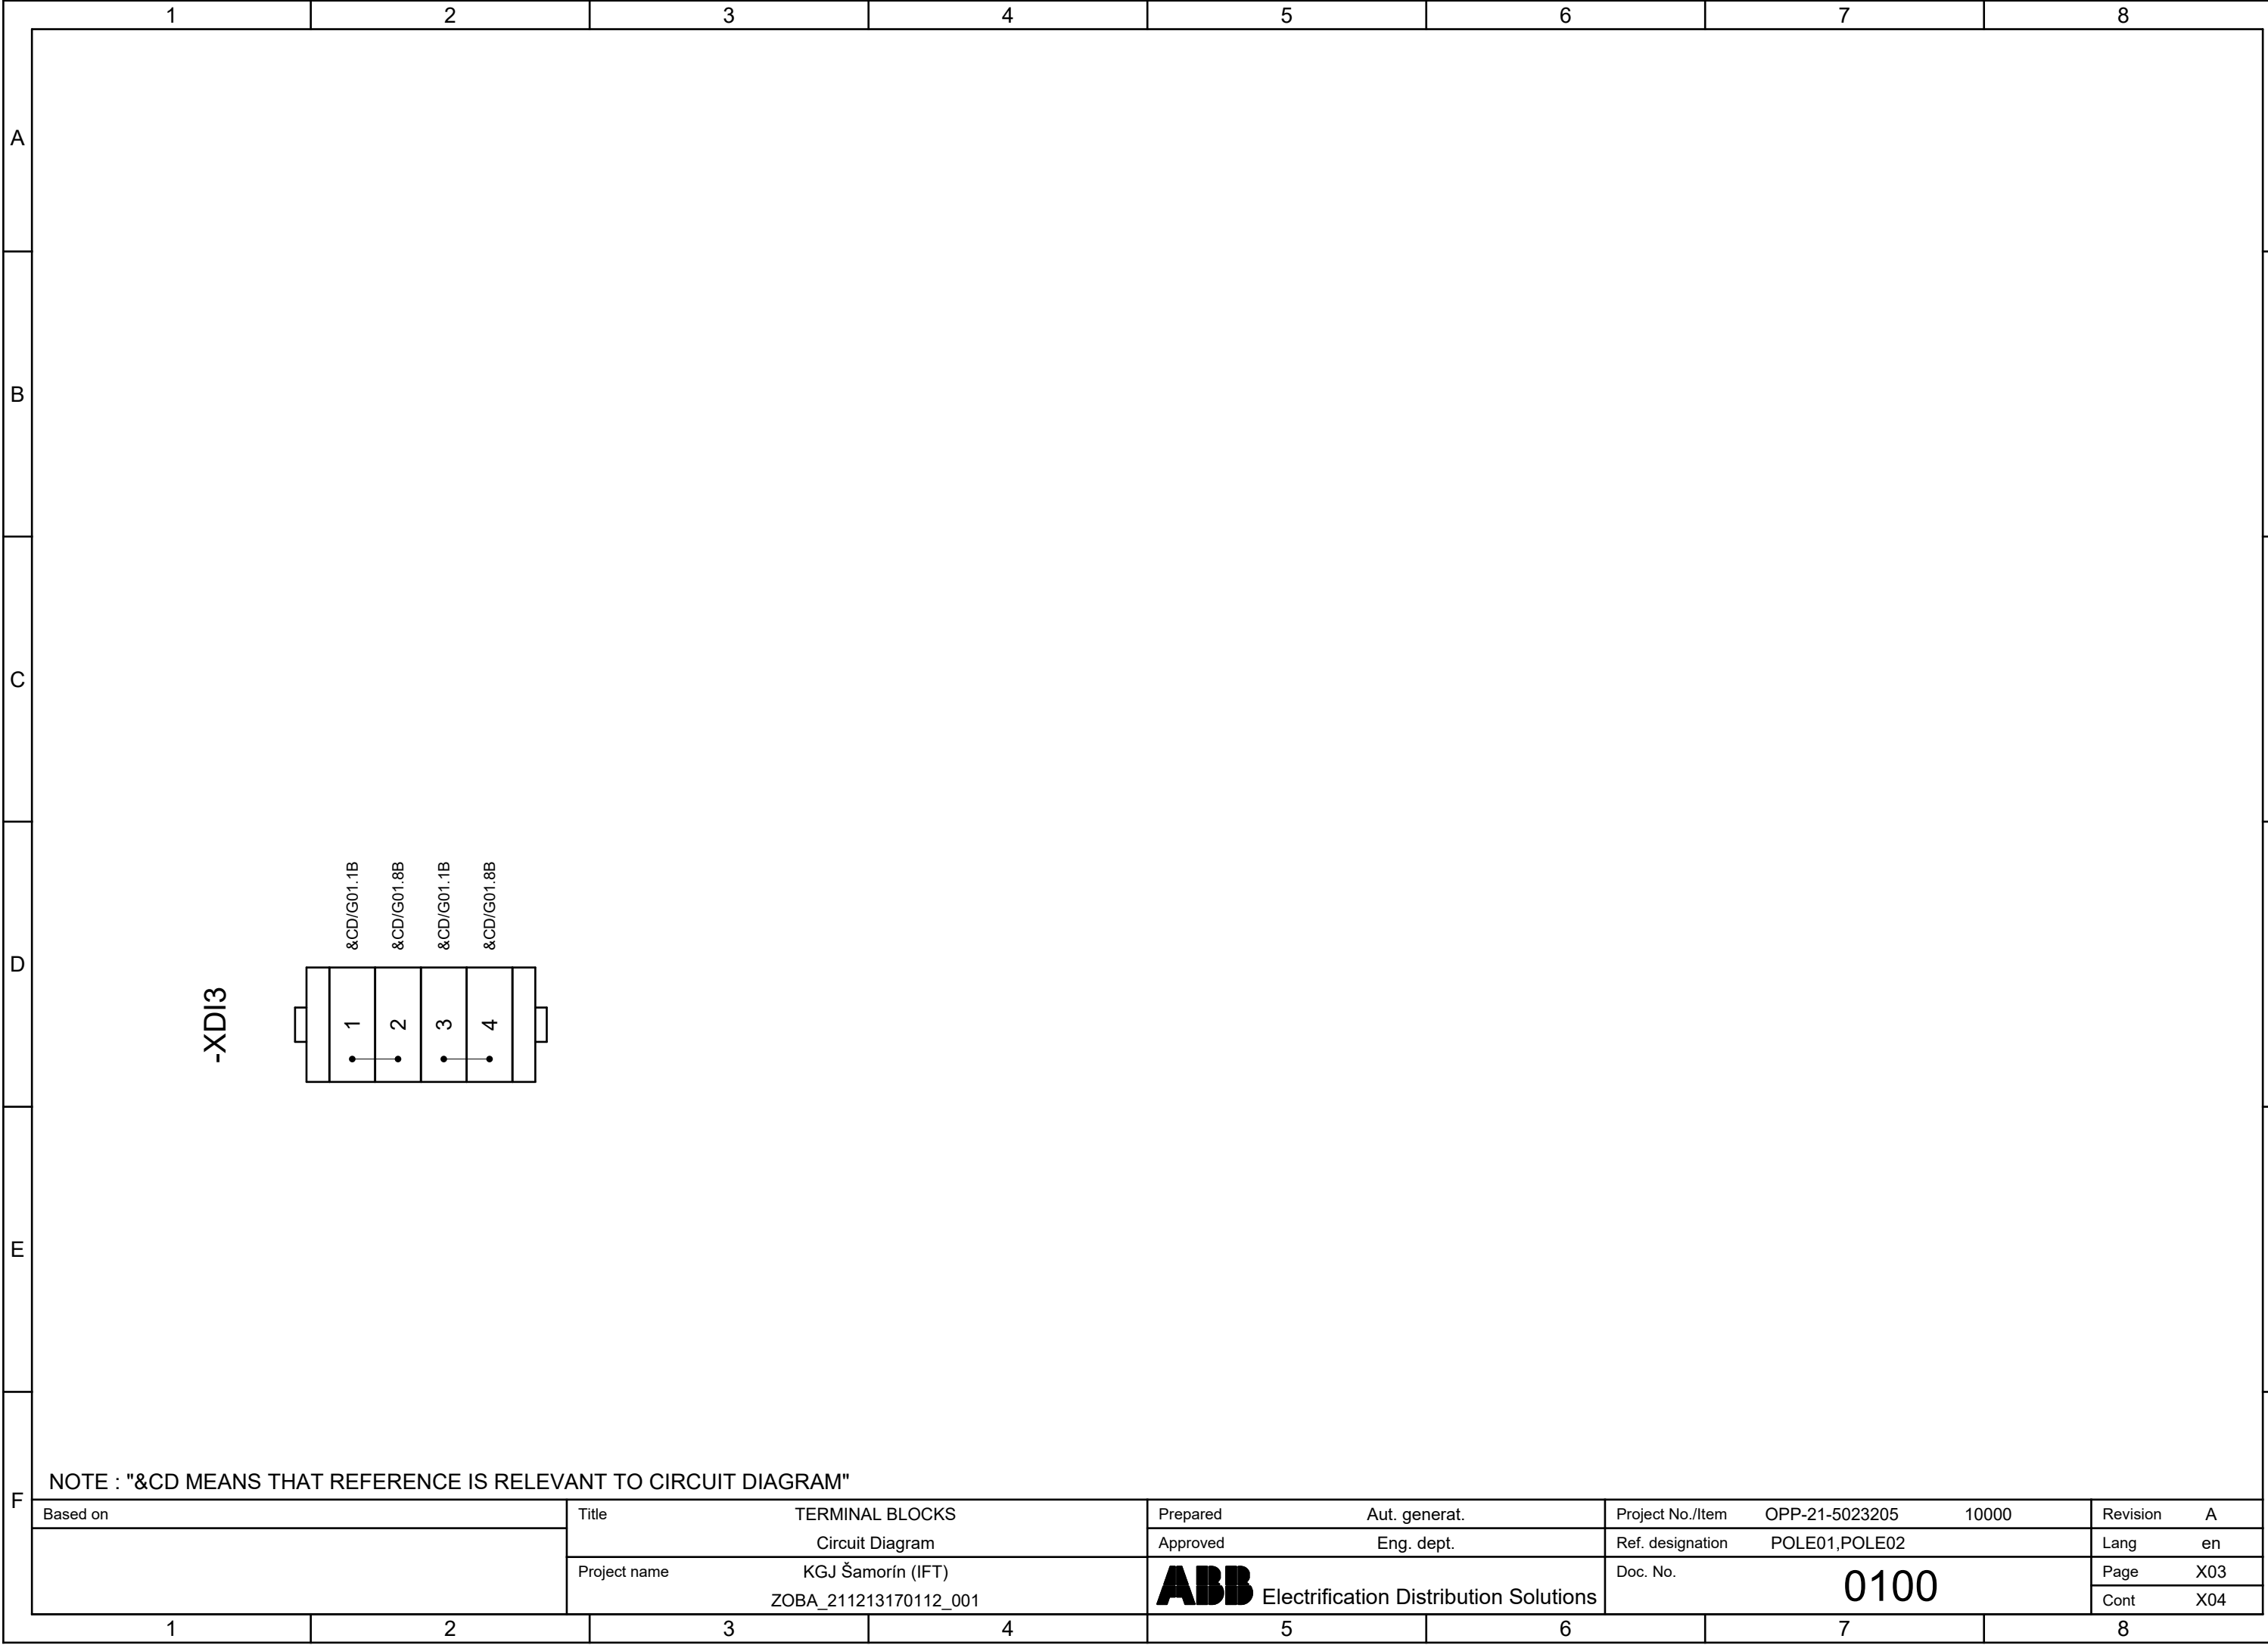 1 2 3 4 5 6 7 8
A
B
C
D
E
F
&CD/G01.1B
&CD/G01.8B
&CD/G01.1B
&CD/G01.8B
-XDI3
1
2
3
4
NOTE : "&CD MEANS THAT REFERENCE IS RELEVANT TO CIRCUIT DIAGRAM"
Based on
Title TERMINAL BLOCKS
Circuit Diagram
Project name KGJ Šamorín (IFT)
ZOBA_211213170112_001
Prepared Aut. generat.
Approved Eng. dept.
ABB Electrification Distribution Solutions
Project No./Item OPP-21-5023205 10000
Ref. designation POLE01,POLE02
Doc. No. 0100
Revision A
Lang en
Page X03
Cont X04
1 2 3 4 5 6 7 8